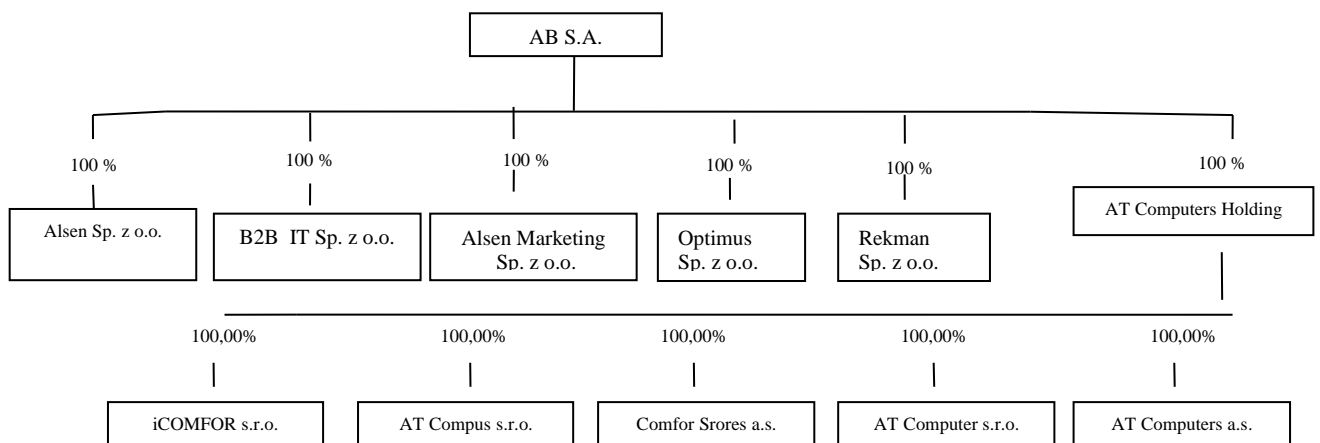 AB S.A.
100 % 100 % 100 % 100 % 100 % 100 %
Alsen Sp. z o.o. B2B IT Sp. z o.o. Alsen Marketing Sp. z o.o. Optimus Sp. z o.o. Rekman Sp. z o.o. AT Computers Holding
100,00% 100,00% 100,00% 100,00% 100,00%
iCOMFOR s.r.o. AT Compus s.r.o. Comfor Srores a.s. AT Computer s.r.o. AT Computers a.s.